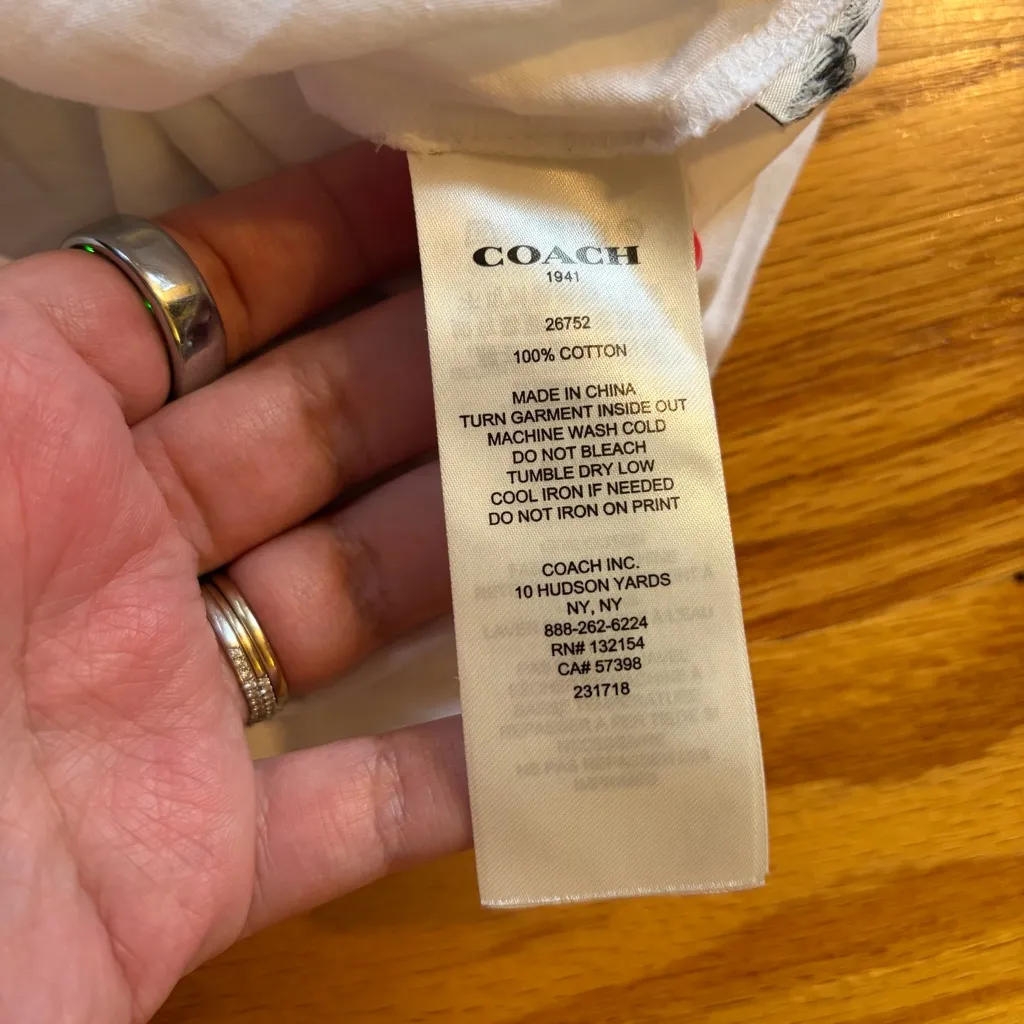 COACH
1941
26752
100% COTTON
MADE IN CHINA
TURN GARMENT INSIDE OUT
MACHINE WASH COLD
DO NOT BLEACH
TUMBLE DRY LOW
COOL IRON IF NEEDED
DO NOT IRON ON PRINT
COACH INC.
10 HUDSON YARDS
NY, NY
888-262-6224
RN# 132154
CA# 57398
231718